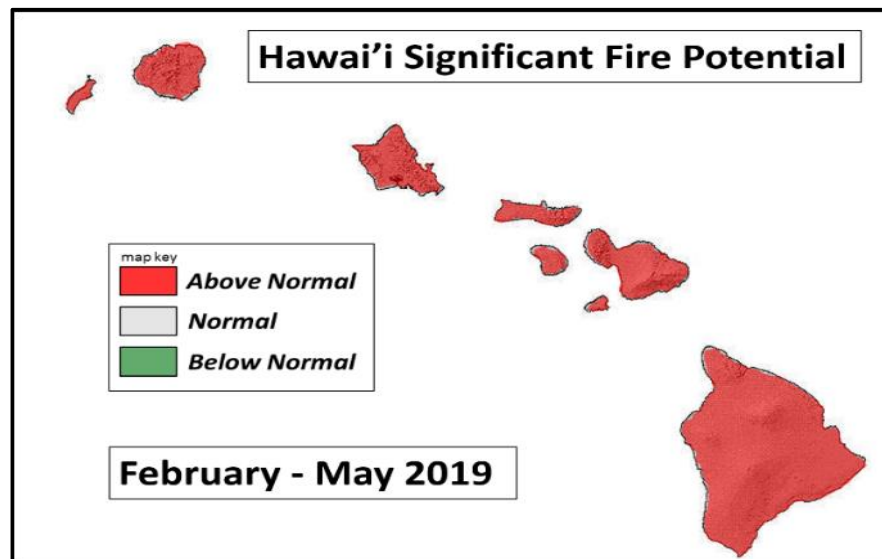 Hawai’i Significant Fire Potential
map key
Above Normal
Normal
Below Normal
February - May 2019